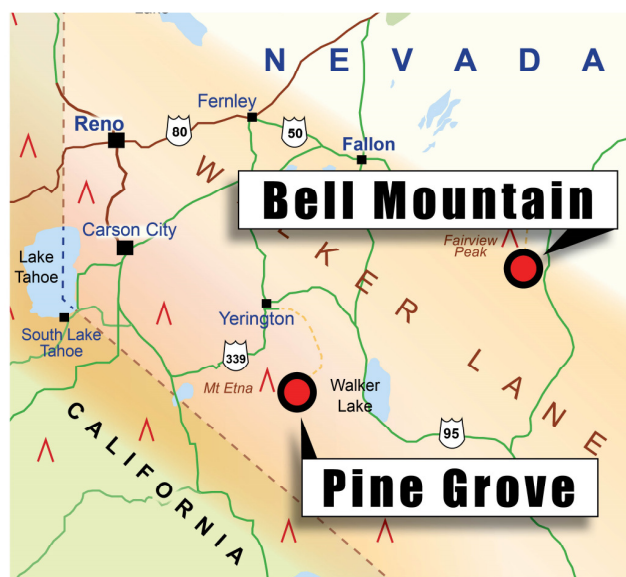 NEVADA
Fernley
Reno
80
50
Fallon
Bell Mountain
WALKER LANE
Carson City
Fairview
Peak
Lake
Tahoe
South Lake
Tahoe
Yerington
339
Mt Etna
Walker
Lake
95
CALIFORNIA
Pine Grove